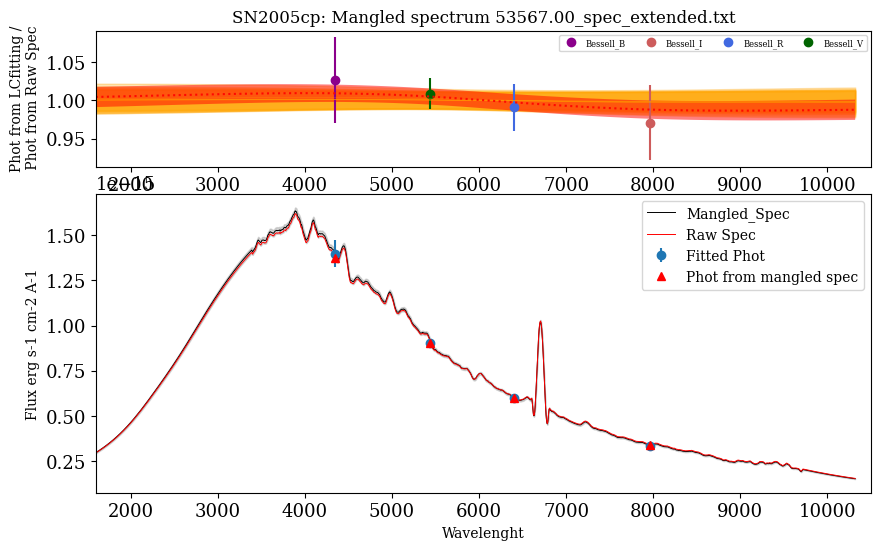 SN2005cp: Mangled spectrum 53567.00_spec_extended.txt
Phot from LCfitting /
Phot from Raw Spec
1.05
1.00
0.95
Bessell_B
Bessell_I
Bessell_R
Bessell_V
2000 3000 4000 5000 6000 7000 8000 9000 10000
1e−15
Flux erg s-1 cm-2 A-1
1.50
1.25
1.00
0.75
0.50
0.25
Mangled_Spec
Raw Spec
Fitted Phot
Phot from mangled spec
2000 3000 4000 5000 6000 7000 8000 9000 10000
Wavelenght